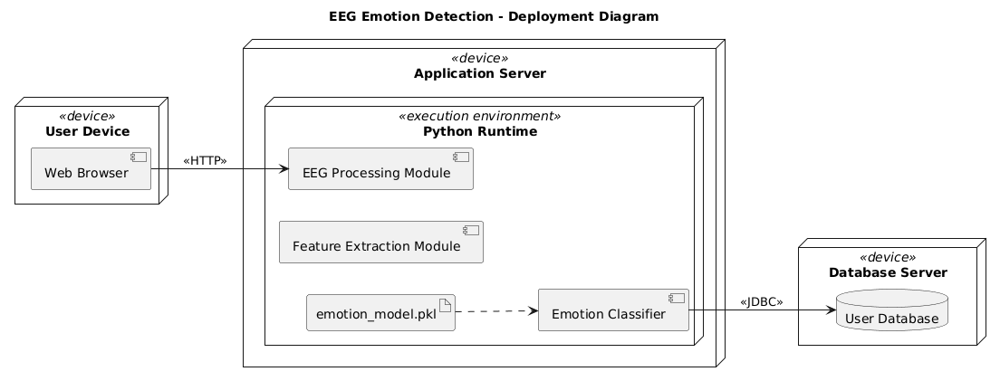 EEG Emotion Detection - Deployment Diagram
«device»
Application Server
«device»
User Device
Web Browser
«HTTP»
«execution environment»
Python Runtime
EEG Processing Module
Feature Extraction Module
emotion_model.pkl
Emotion Classifier
«JDBC»
«device»
Database Server
User Database